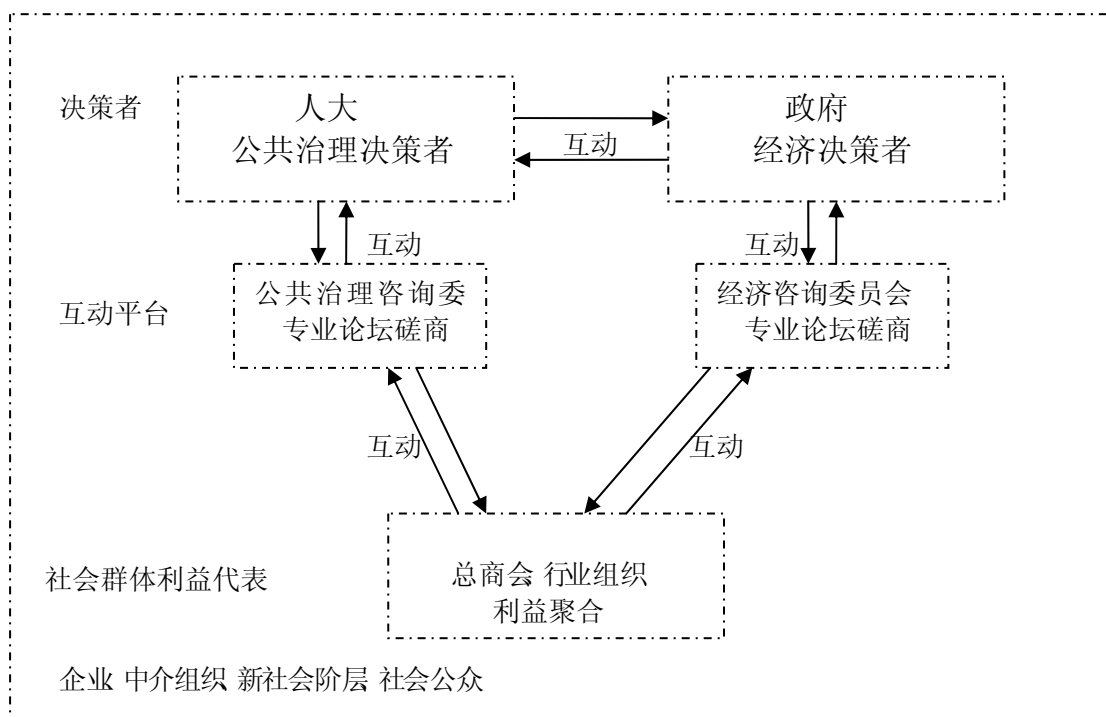 决策者
人大
公共治理决策者
互动
政府
经济决策者
互动
互动
互动平台
公共治理咨询委
专业论坛磋商
经济咨询委员会
专业论坛磋商
互动
互动
社会群体利益代表
总商会、行业组织
利益聚合
企业、中介组织、新社会阶层、社会公众